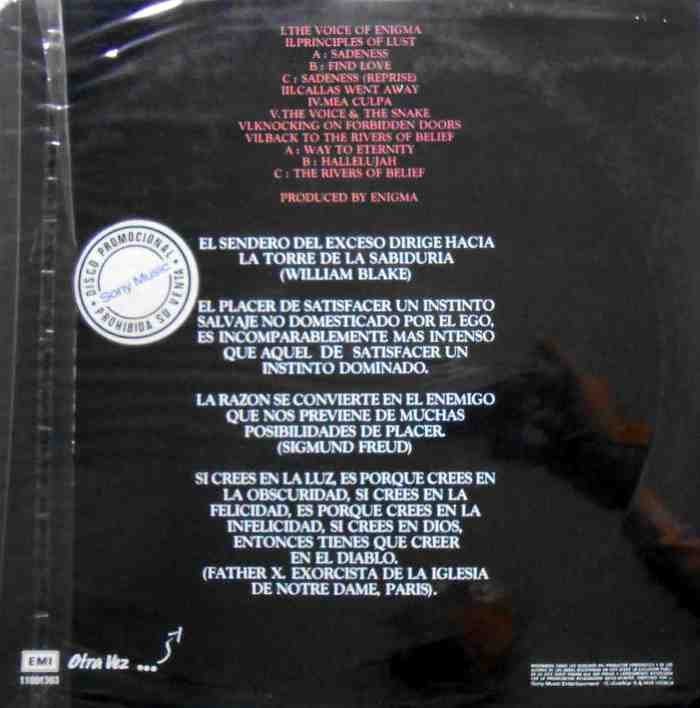 I.THE VOICE OF ENIGMA
II.PRINCIPLES OF LUST
A : SADENESS
B : FIND LOVE
C : SADENESS (REPRISE)
III.CALLAS WENT AWAY
IV.MEA CULPA
V.THE VOICE & THE SNAKE
VI.KNOCKING ON FORBIDDEN DOORS
VII.BACK TO THE RIVERS OF BELIEF
A : WAY TO ETERNITY
B : HALLELUJAH
C : THE RIVERS OF BELIEF
PRODUCED BY ENIGMA
DISCO PROMOCIONAL
Sony Music
PROHIBIDA SU VENTA
EL SENDERO DEL EXCESO DIRIGE HACIA
LA TORRE DE LA SABIDURIA
(WILLIAM BLAKE)
EL PLACER DE SATISFACER UN INSTINTO
SALVAJE NO DOMESTICADO POR EL EGO,
ES INCOMPARABLEMENTE MAS INTENSO
QUE AQUEL DE SATISFACER UN
INSTINTO DOMINADO.
LA RAZON SE CONVIERTE EN EL ENEMIGO
QUE NOS PREVIENE DE MUCHAS
POSIBILIDADES DE PLACER.
(SIGMUND FREUD)
SI CREES EN LA LUZ, ES PORQUE CREES EN
LA OBSCURIDAD, SI CREES EN LA
FELICIDAD, ES PORQUE CREES EN LA
INFELICIDAD, SI CREES EN DIOS,
ENTONCES TIENES QUE CREER
EN EL DIABLO.
(FATHER X. EXORCISTA DE LA IGLESIA
DE NOTRE DAME, PARIS).
EMI
Otra Vez ...
11001303
Sony Music Entertainment